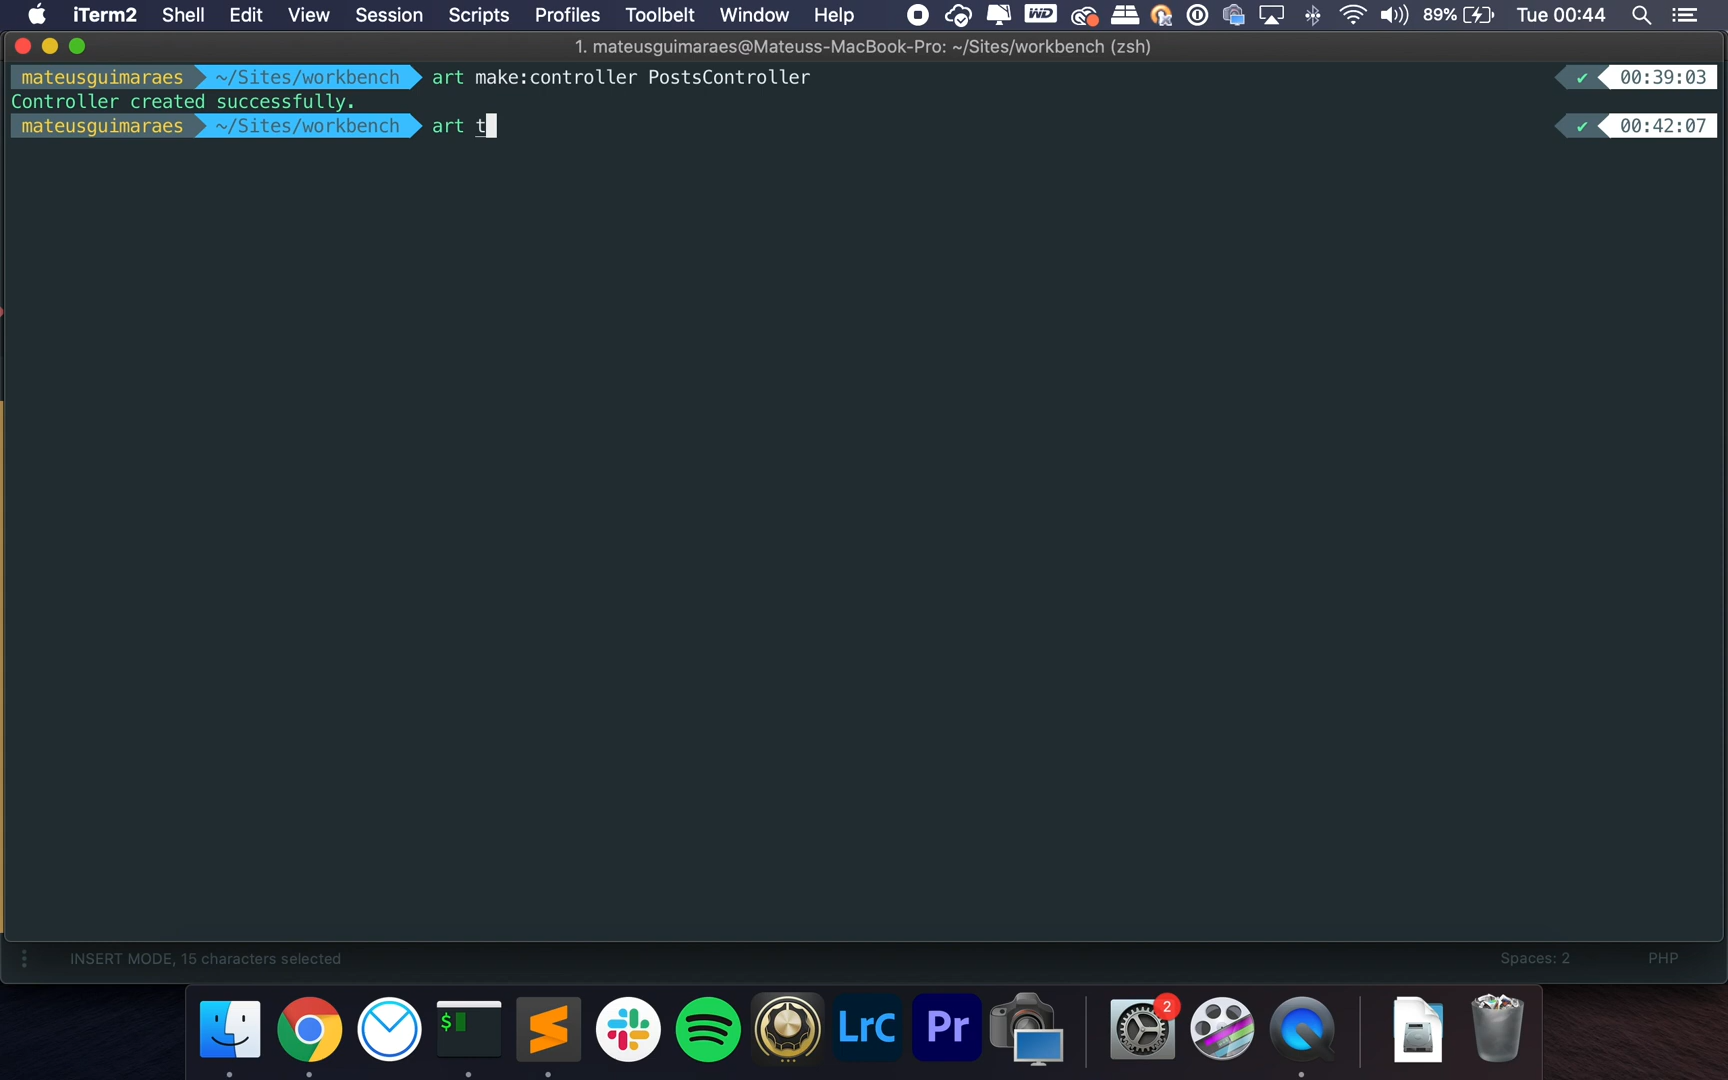 iTerm2 Shell Edit View Session Scripts Profiles Toolbelt Window Help WD 89% Tue 00:44
1. mateusguimaraes@Mateuss-MacBook-Pro: ~/Sites/workbench (zsh)
mateusguimaraes ~/Sites/workbench art make:controller PostsController ✔ 00:39:03
Controller created successfully.
mateusguimaraes ~/Sites/workbench art t ✔ 00:42:07
INSERT MODE, 15 characters selected Spaces: 2 PHP
$ LrC Pr 2